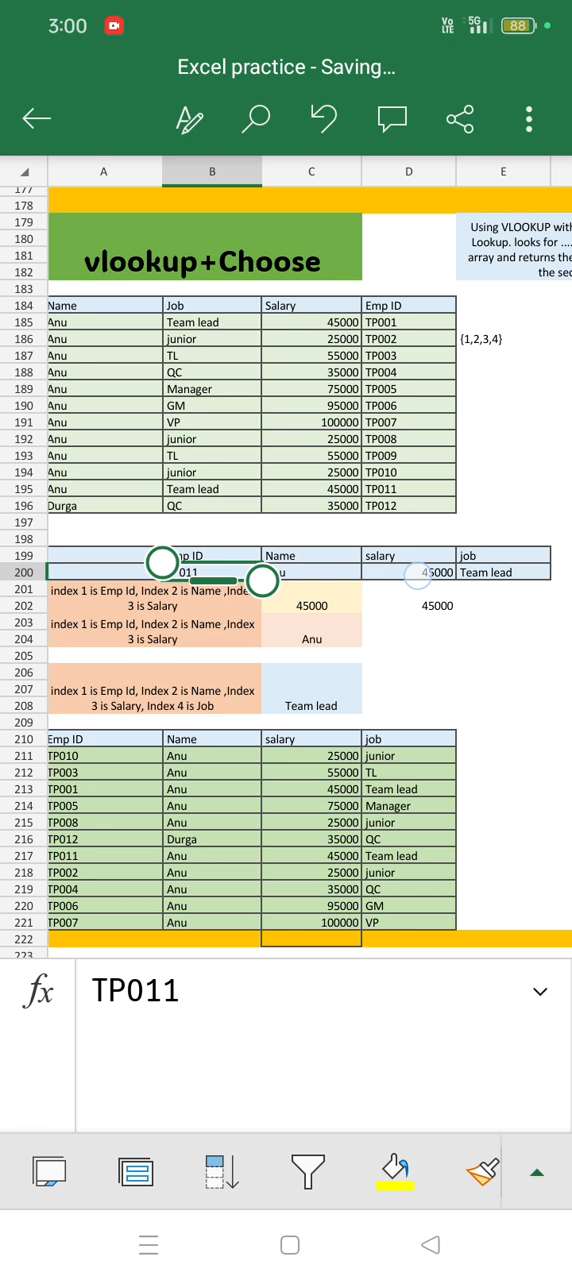 3:00 Vo LTE 5G 88
Excel practice - Saving...
A B C D E
177
178
179 Using VLOOKUP wit
180 Lookup. looks for ....
181 vlookup+Choose array and returns the
182 the sec
183
184 Name Job Salary Emp ID
185 Anu Team lead 45000 TP001
186 Anu junior 25000 TP002 {1,2,3,4}
187 Anu TL 55000 TP003
188 Anu QC 35000 TP004
189 Anu Manager 75000 TP005
190 Anu GM 95000 TP006
191 Anu VP 100000 TP007
192 Anu junior 25000 TP008
193 Anu TL 55000 TP009
194 Anu junior 25000 TP010
195 Anu Team lead 45000 TP011
196 Durga QC 35000 TP012
197
198
199 mp ID Name salary job
200 011 u 45000 Team lead
201 index 1 is Emp Id, Index 2 is Name ,Inde
202 3 is Salary 45000 45000
203 index 1 is Emp Id, Index 2 is Name ,Index
204 3 is Salary Anu
205
206
207 index 1 is Emp Id, Index 2 is Name ,Index
208 3 is Salary, Index 4 is Job Team lead
209
210 Emp ID Name salary job
211 TP010 Anu 25000 junior
212 TP003 Anu 55000 TL
213 TP001 Anu 45000 Team lead
214 TP005 Anu 75000 Manager
215 TP008 Anu 25000 junior
216 TP012 Durga 35000 QC
217 TP011 Anu 45000 Team lead
218 TP002 Anu 25000 junior
219 TP004 Anu 35000 QC
220 TP006 Anu 95000 GM
221 TP007 Anu 100000 VP
222
223
fx TP011